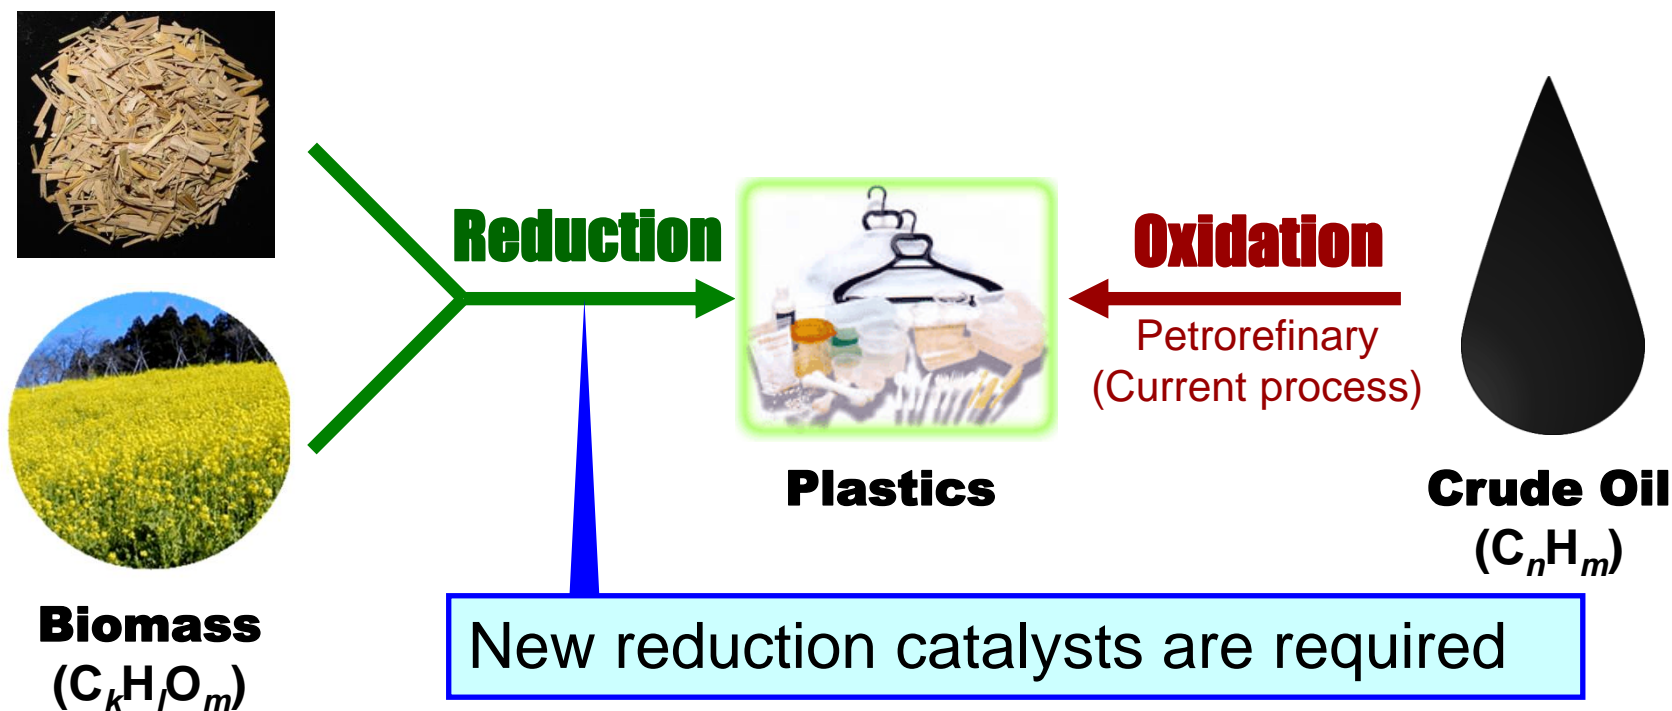 Reduction
Oxidation
Petrorefinary
(Current process)
Plastics
Crude Oil
(CnHm)
Biomass
(CkHlOm)
New reduction catalysts are required